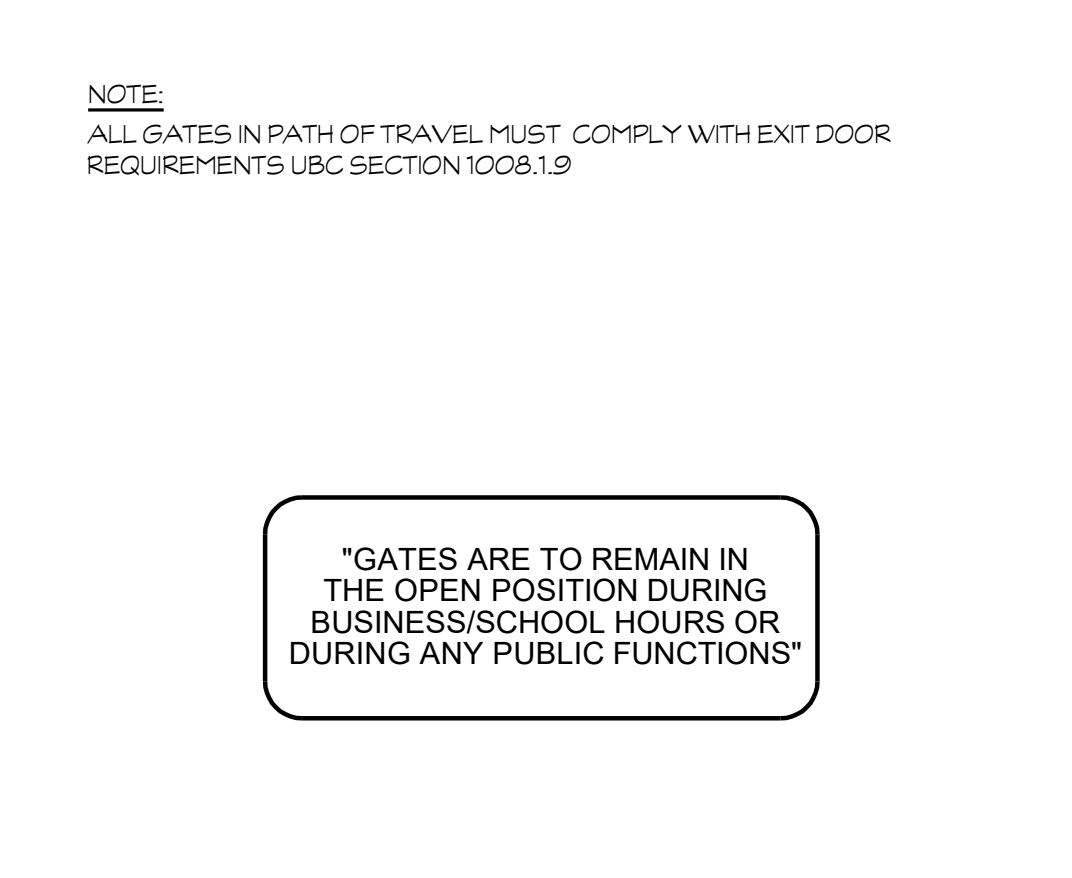 NOTE:
ALL GATES IN PATH OF TRAVEL MUST COMPLY WITH EXIT DOOR
REQUIREMENTS UBC SECTION 1008.1.9
"GATES ARE TO REMAIN IN
THE OPEN POSITION DURING
BUSINESS/SCHOOL HOURS OR
DURING ANY PUBLIC FUNCTIONS"